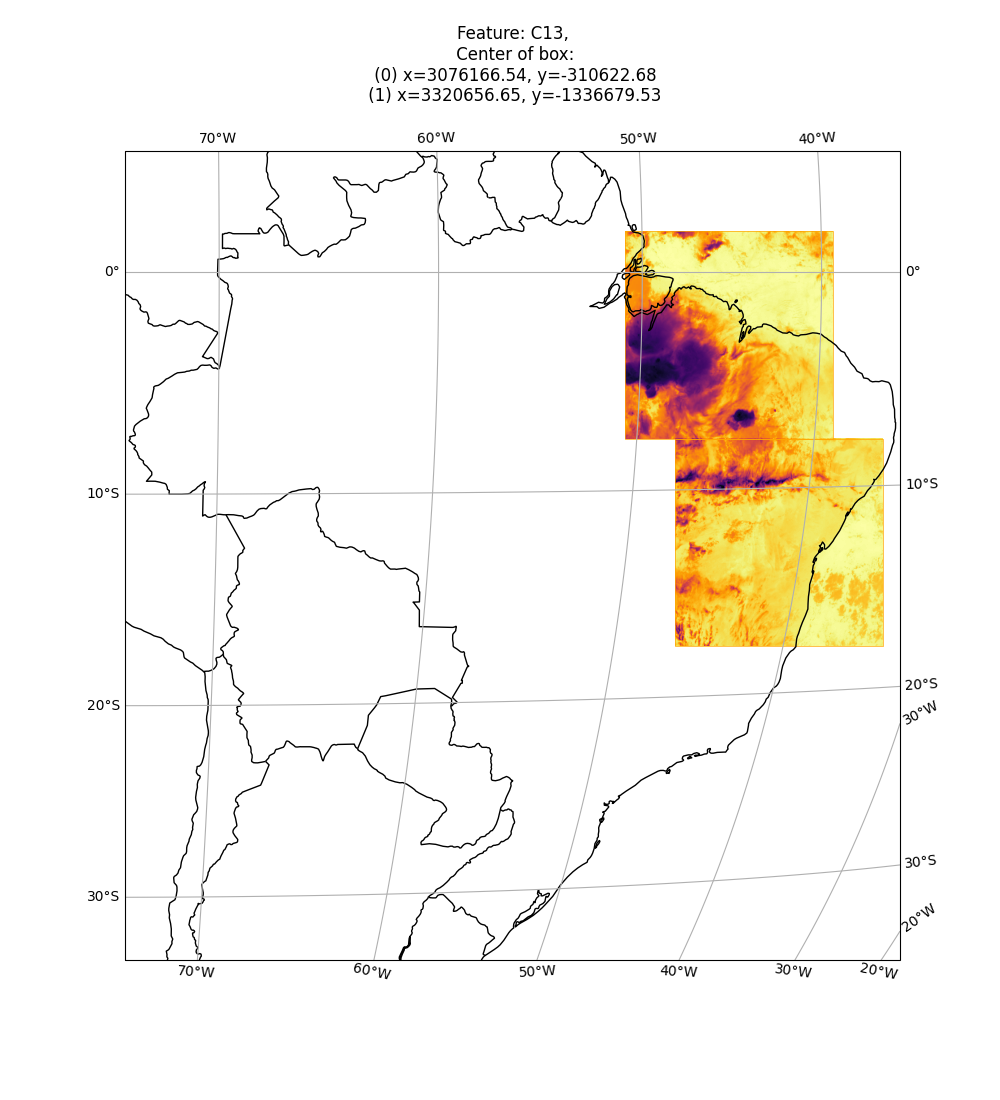 Feature: C13,
Center of box:
(0) x=3076166.54, y=-310622.68
(1) x=3320656.65, y=-1336679.53
70°W 60°W 50°W 40°W
0° 0°
10°S 10°S
20°S 20°S
30°W
30°S 30°S
20°W
70°W 60°W 50°W 40°W 30°W 20°W